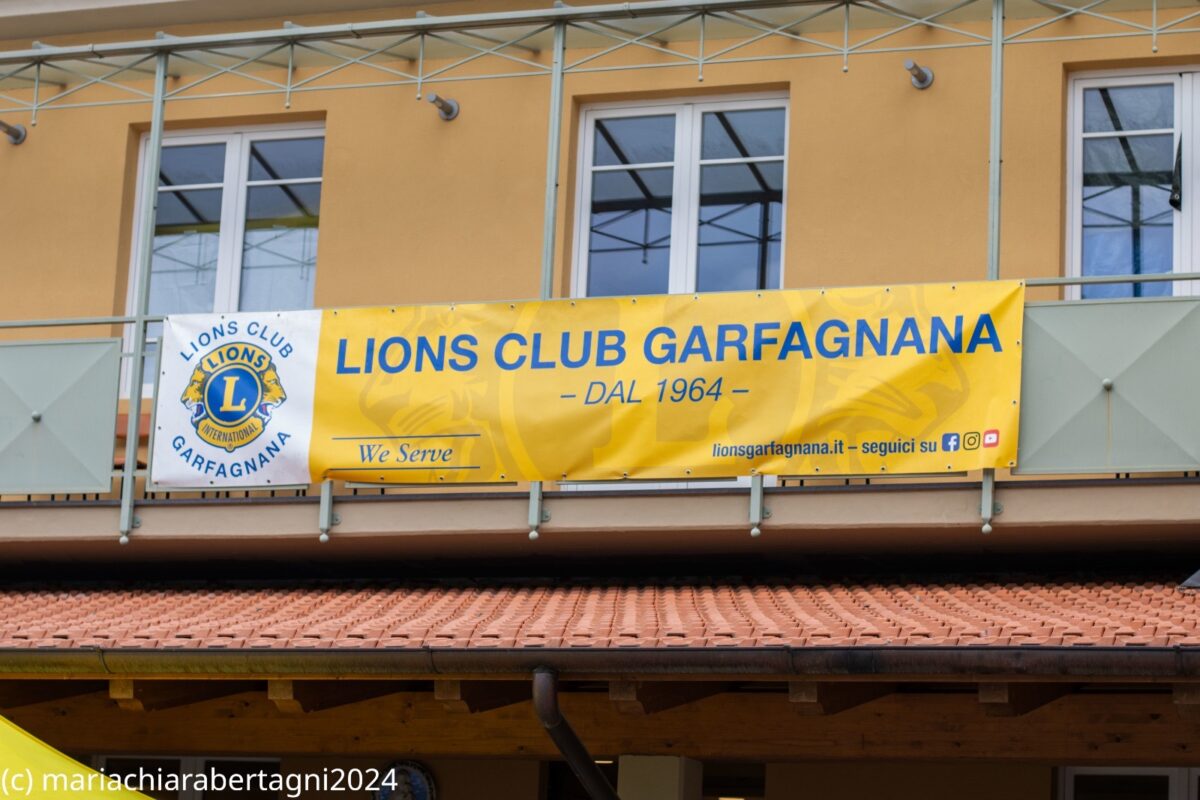 LIONS CLUB
LIONS
L
INTERNATIONAL
GARFAGNANA
LIONS CLUB GARFAGNANA
– DAL 1964 –
We Serve
lionsgarfagnana.it – seguici su
(c) mariachiarabertagni2024